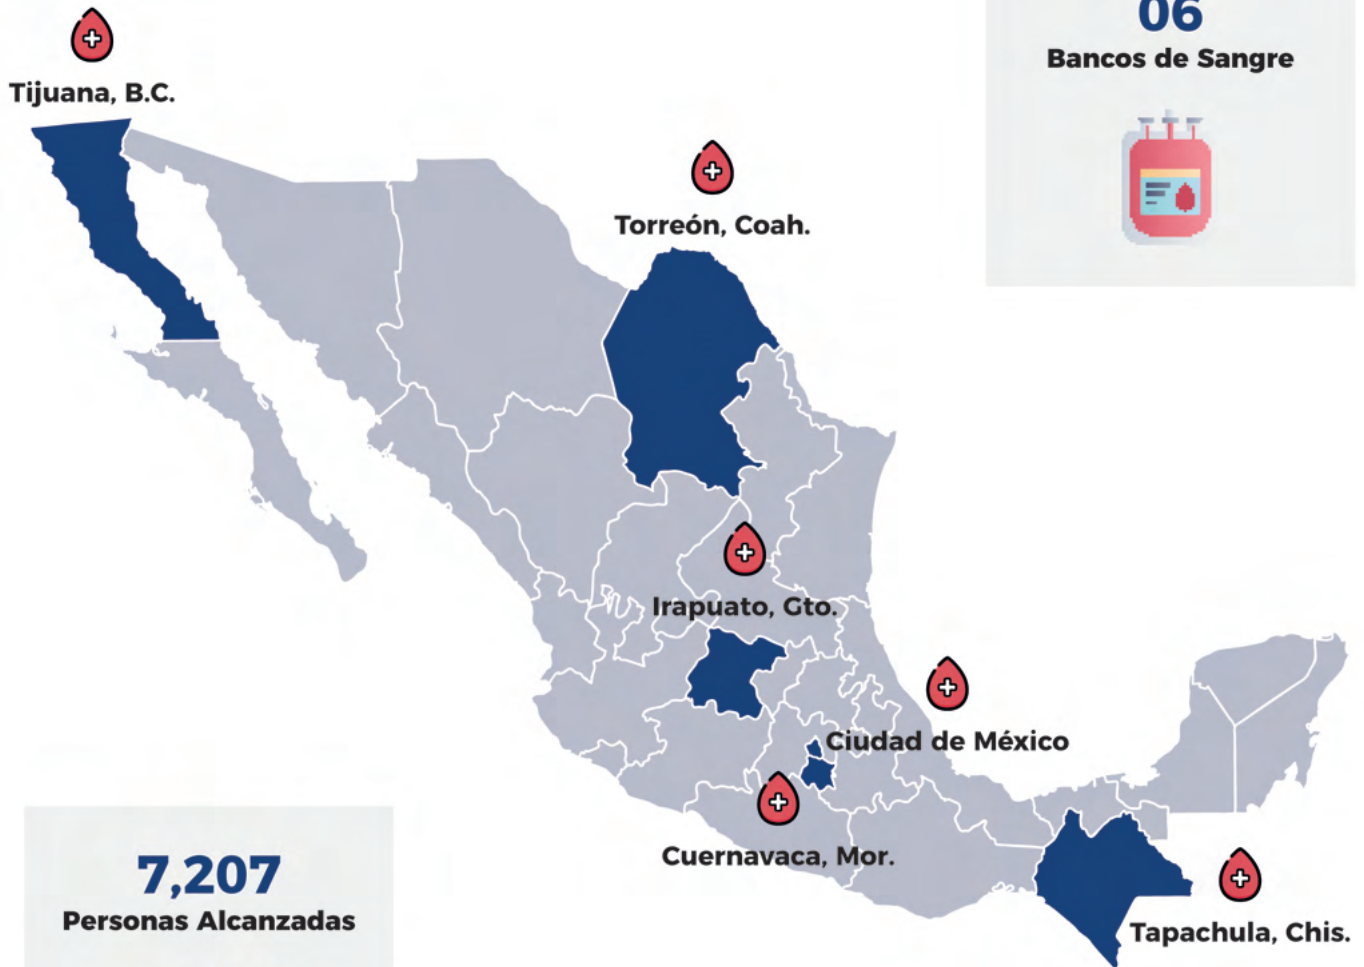 06
Bancos de Sangre
Tijuana, B.C.
Torreón, Coah.
Irapuato, Gto.
Ciudad de México
Cuernavaca, Mor.
7,207
Personas Alcanzadas
Tapachula, Chis.